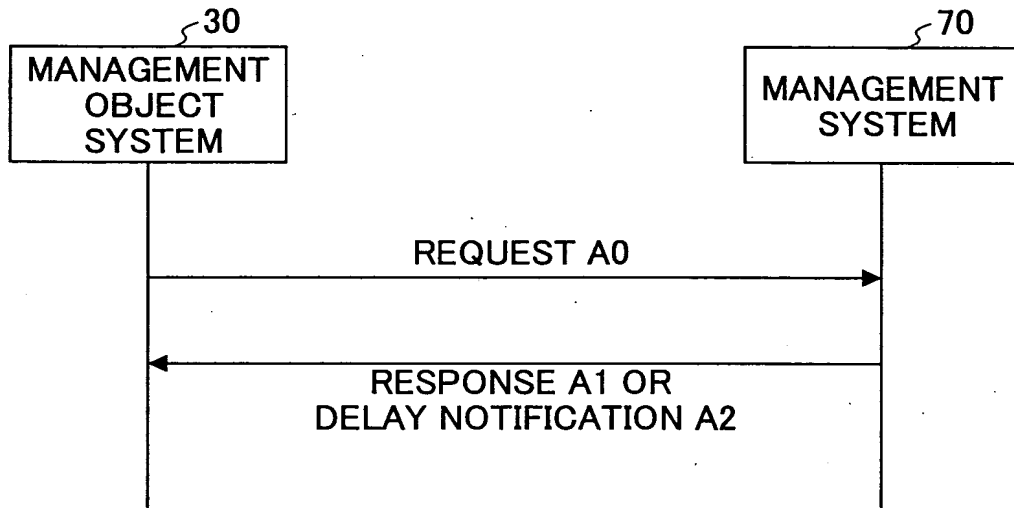 30
70
MANAGEMENT
OBJECT
SYSTEM
MANAGEMENT
SYSTEM
REQUEST A0
RESPONSE A1 OR
DELAY NOTIFICATION A2